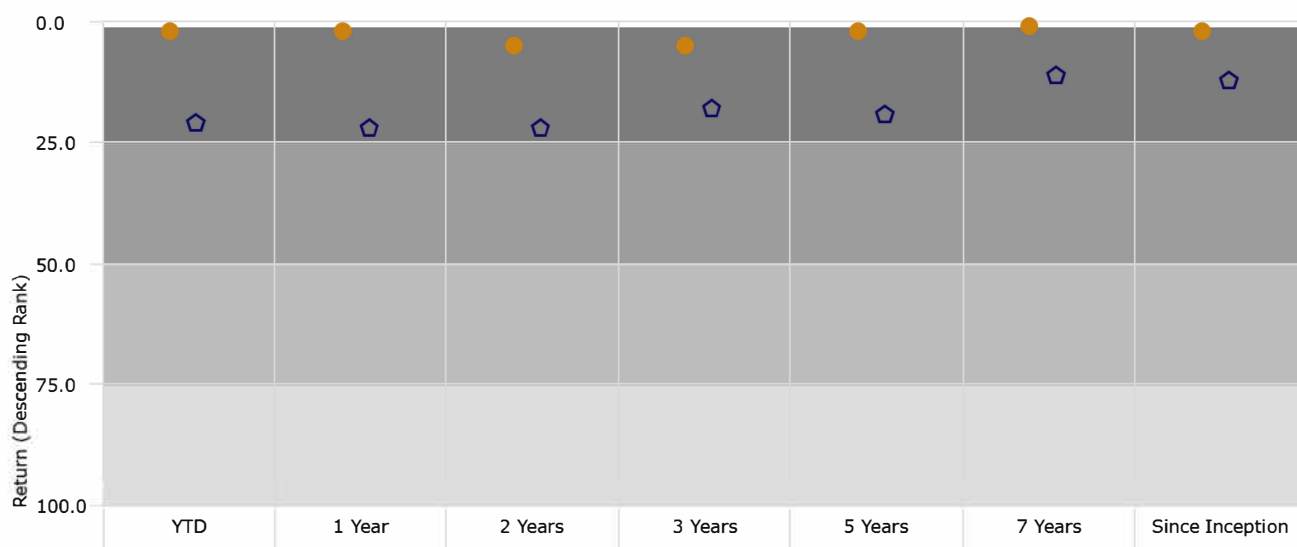 0.0
25.0
50.0
75.0
100.0
Return (Descending Rank)
YTD
1 Year
2 Years
3 Years
5 Years
7 Years
Since Inception